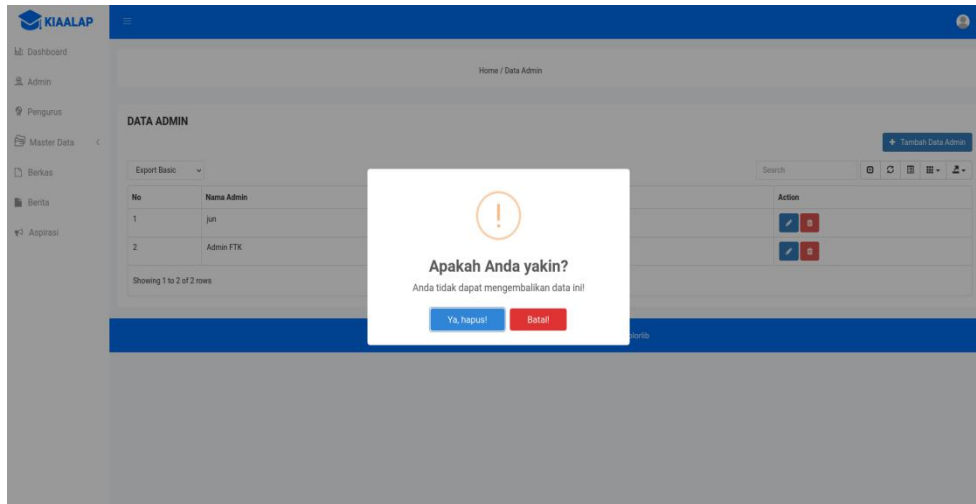 KIAALAP
Dashboard
Admin
Pengurus
Master Data
Berkas
Berita
Aspirasi
Home / Data Admin
DATA ADMIN
+ Tambah Data Admin
Export Basic
Search
No Nama Admin Action
1 jun
2 Admin FTK
Showing 1 to 2 of 2 rows
!
Apakah Anda yakin?
Anda tidak dapat mengembalikan data ini!
Ya, hapus! Batal!